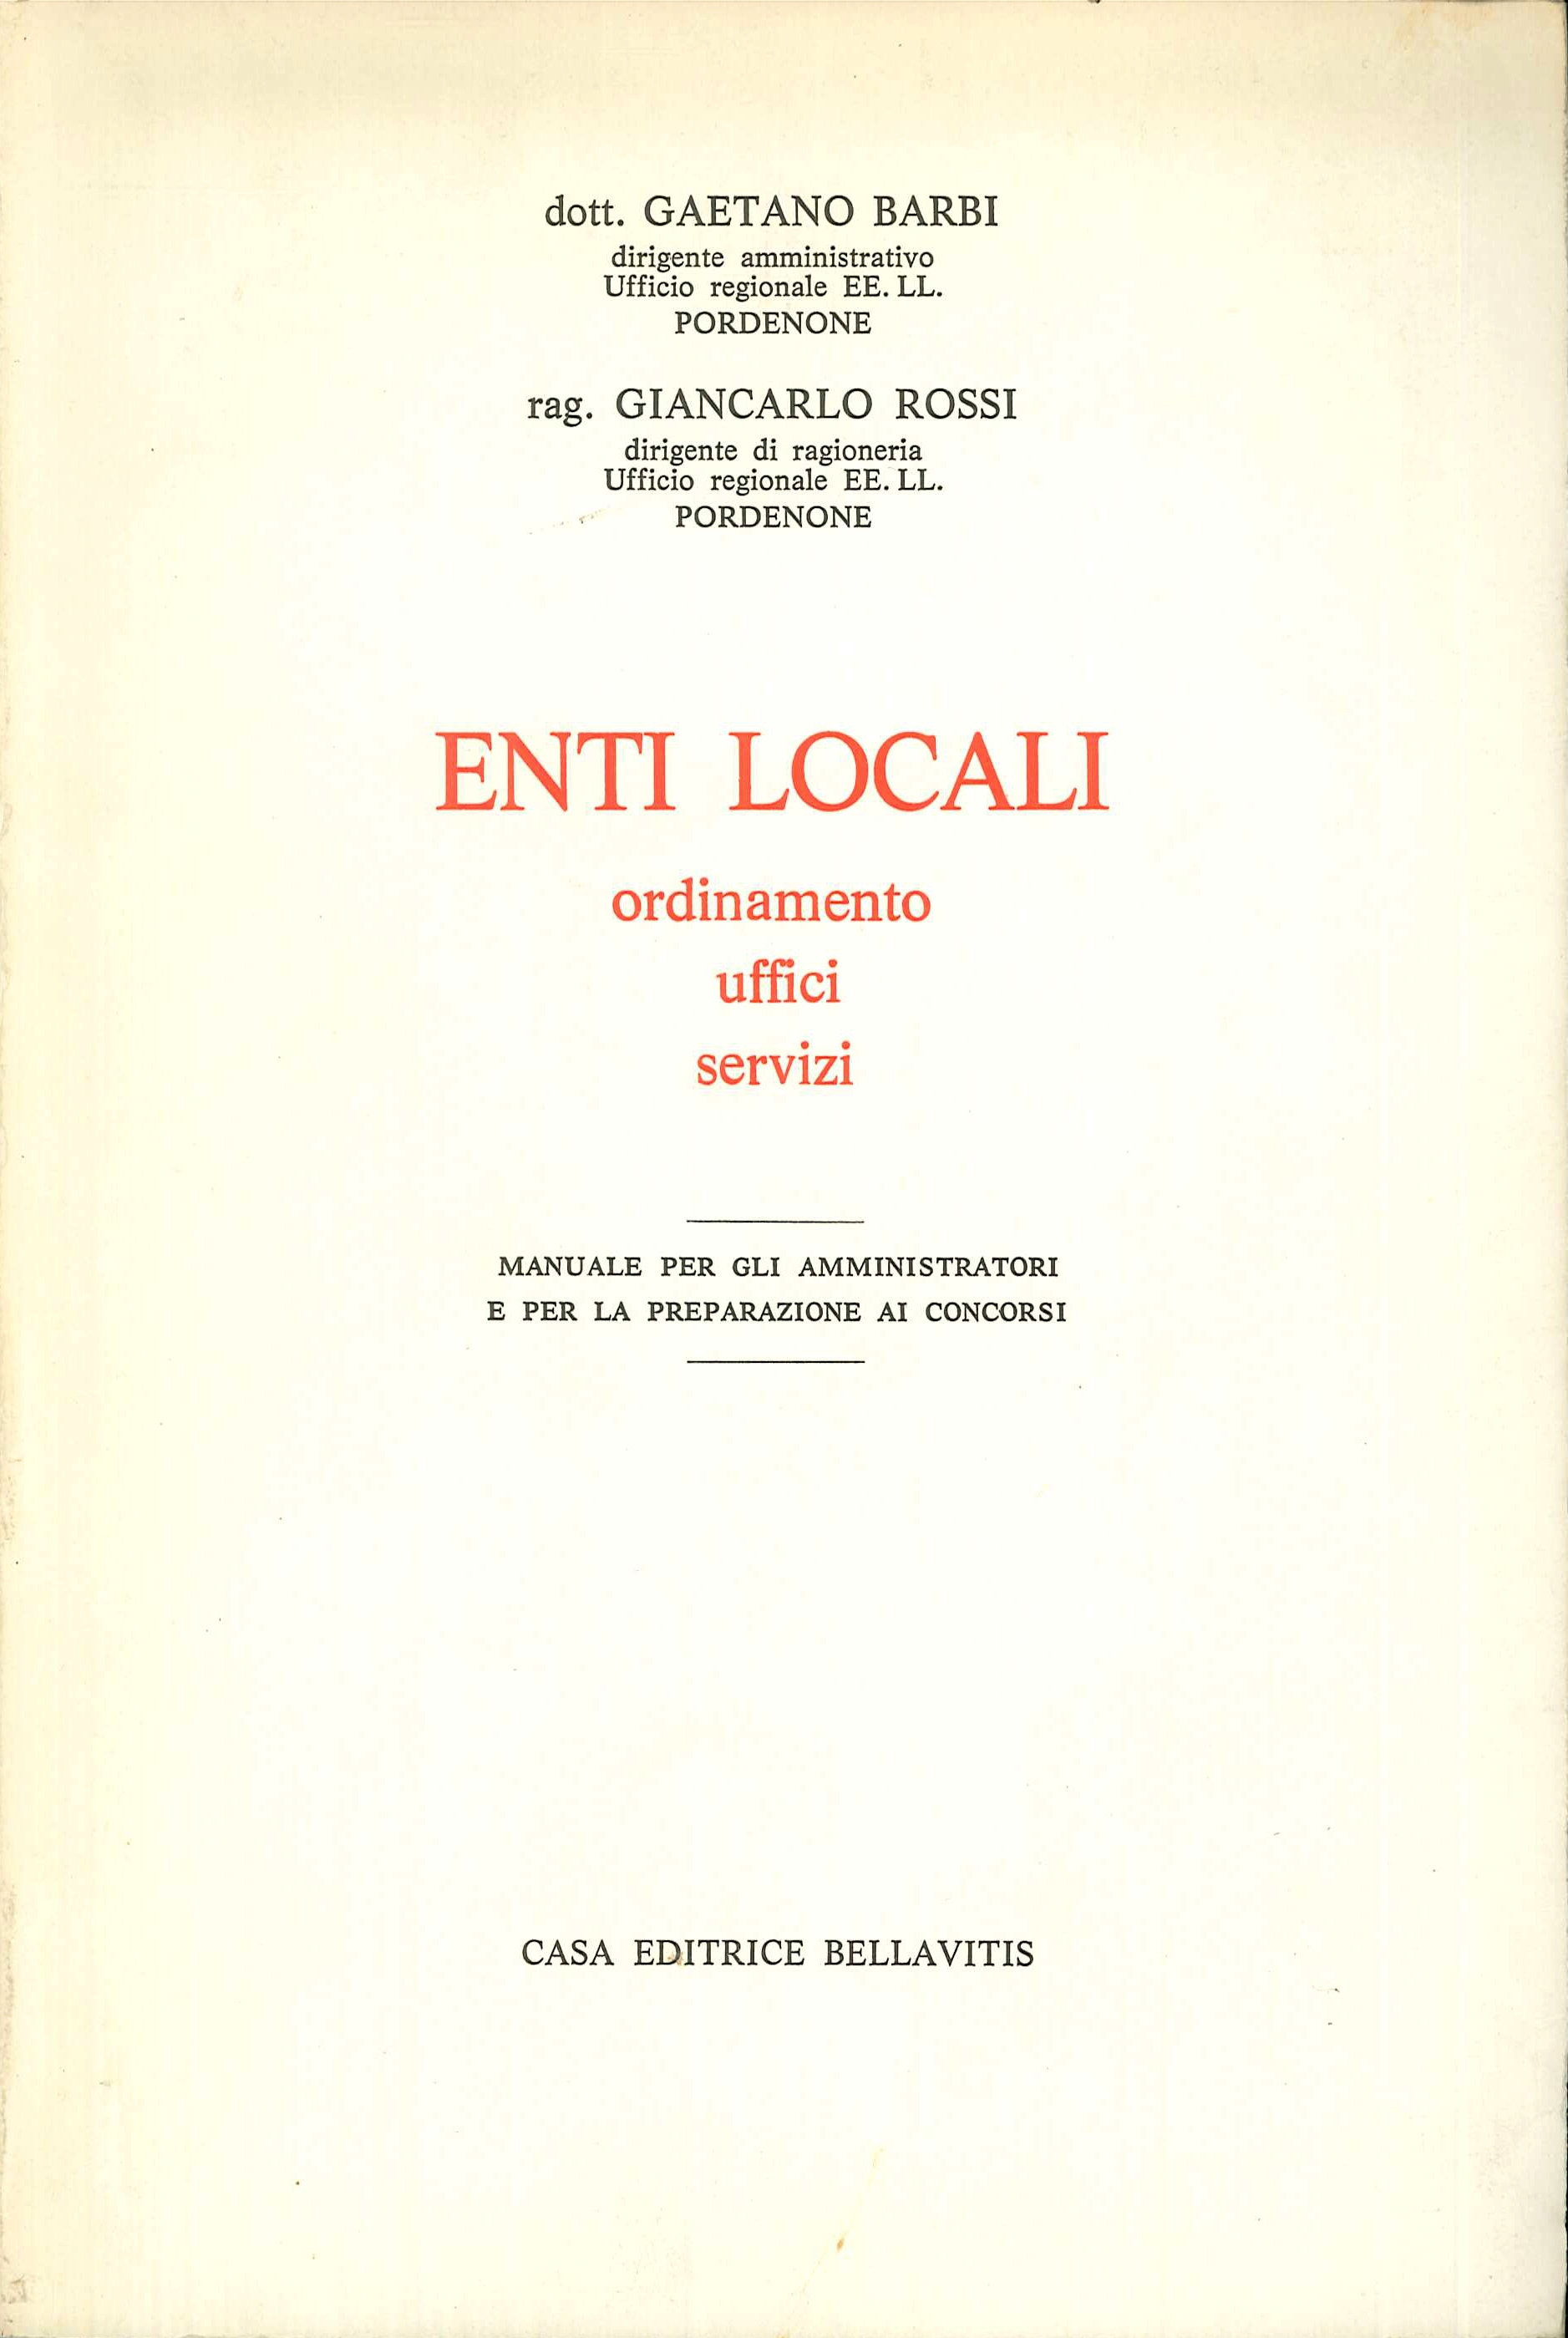 dott. GAETANO BARBI
dirigente amministrativo
Ufficio regionale EE. LL.
PORDENONE
rag. GIANCARLO ROSSI
dirigente di ragioneria
Ufficio regionale EE. LL.
PORDENONE
ENTI LOCALI
ordinamento
uffici
servizi
MANUALE PER GLI AMMINISTRATORI
E PER LA PREPARAZIONE AI CONCORSI
CASA EDITRICE BELLAVITIS